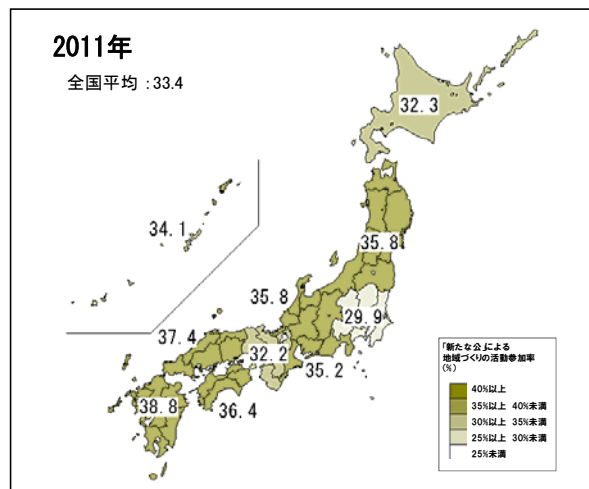 2011年
全国平均 :33.4
32.3
34.1
35.8
35.8
29.9
37.4
32.2
35.2
38.8
36.4
「新たな公」による
地域づくりの活動参加率
(%)
40%以上
35%以上 40%未満
30%以上 35%未満
25%以上 30%未満
25%未満